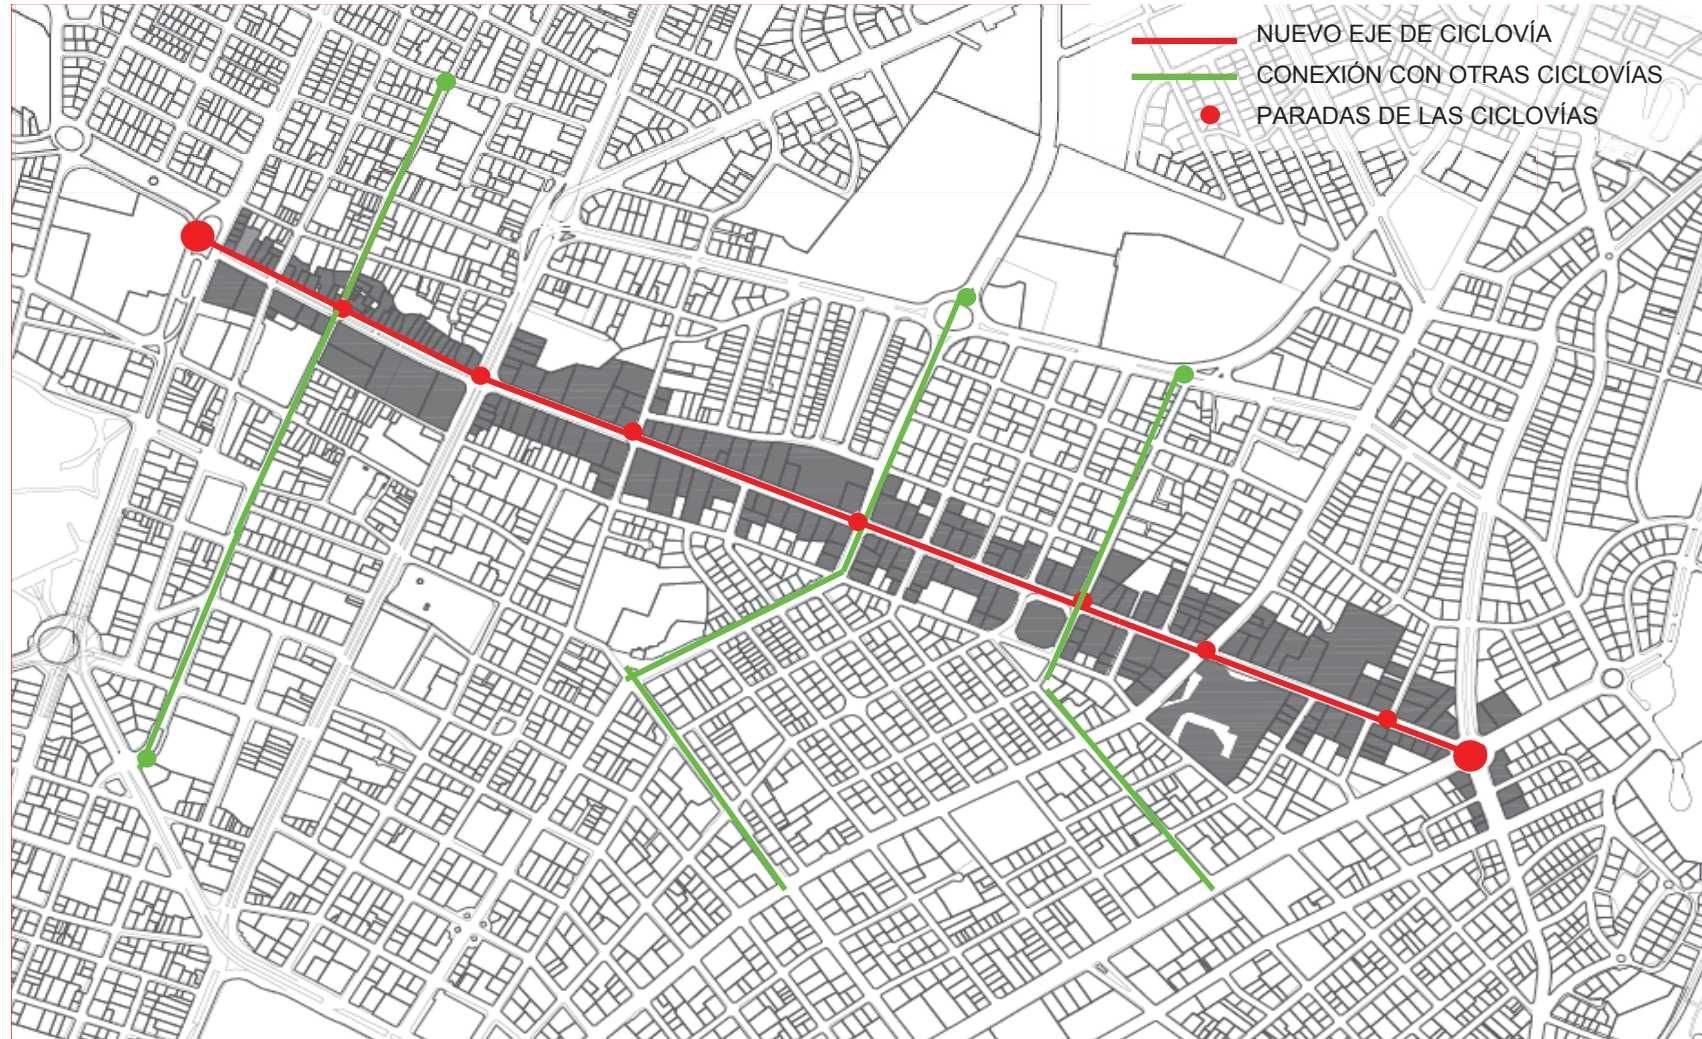 NUEVO EJE DE CICLOVÍA
CONEXIÓN CON OTRAS CICLOVÍAS
PARADAS DE LAS CICLOVÍAS